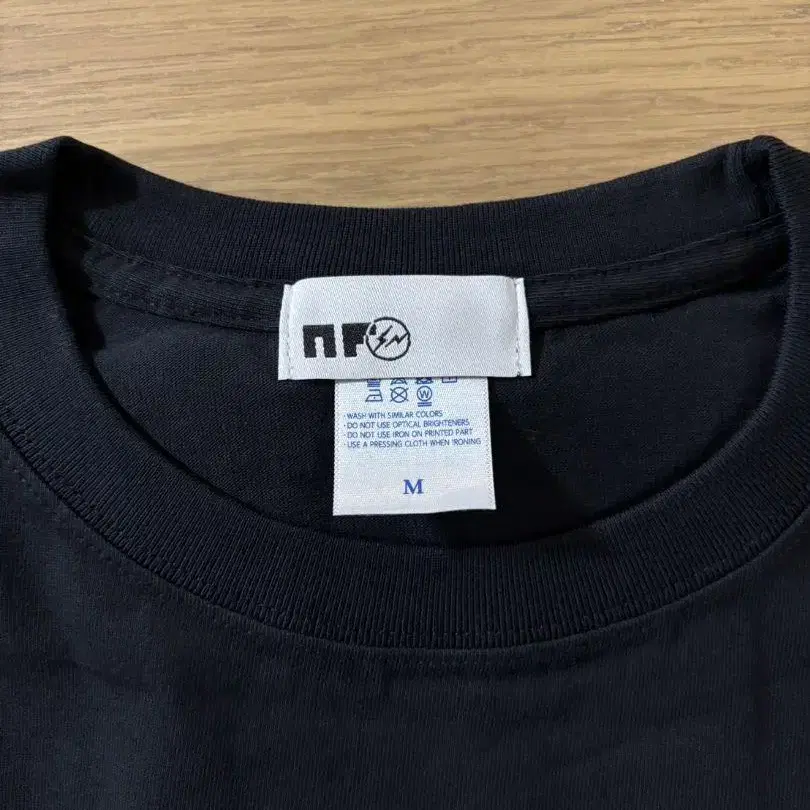 NF
W
· WASH WITH SIMILAR COLORS
· DO NOT USE OPTICAL BRIGHTENERS
· DO NOT USE IRON ON PRINTED PART
· USE A PRESSING CLOTH WHEN IRONING
M